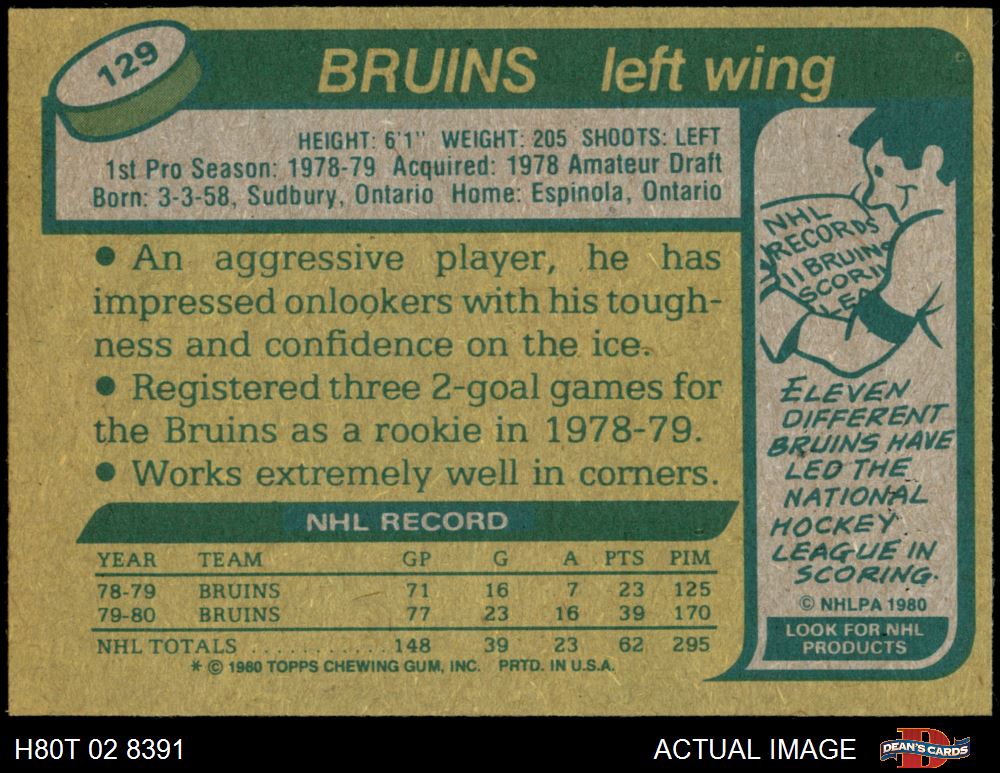 129
BRUINS left wing
HEIGHT: 6'1" WEIGHT: 205 SHOOTS: LEFT
1st Pro Season: 1978-79 Acquired: 1978 Amateur Draft
Born: 3-3-58, Sudbury, Ontario Home: Espinola, Ontario
• An aggressive player, he has
impressed onlookers with his tough-
ness and confidence on the ice.
• Registered three 2-goal games for
the Bruins as a rookie in 1978-79.
• Works extremely well in corners.
NHL RECORD
YEAR TEAM GP G A PTS PIM
78-79 BRUINS 71 16 7 23 125
79-80 BRUINS 77 23 16 39 170
NHL TOTALS . . . . . . . . . . . 148 39 23 62 295
* © 1980 TOPPS CHEWING GUM, INC. PRTD. IN U.S.A.
NHL
RECORDS
11 BRUINS
SCORI
LEA
ELEVEN
DIFFERENT
BRUINS HAVE
LED THE
NATIONAL
HOCKEY
LEAGUE IN
SCORING.
© NHLPA 1980
LOOK FOR NHL
PRODUCTS
H80T 02 8391
ACTUAL IMAGE
DEAN'S CARDS